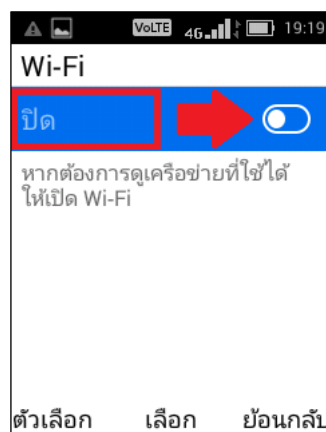 VoLTE 4G 19:19
Wi-Fi
ปิด
หากต้องการดูเครือข่ายที่ใช้ได้
ให้เปิด Wi-Fi
ตัวเลือก เลือก ย้อนกลับ